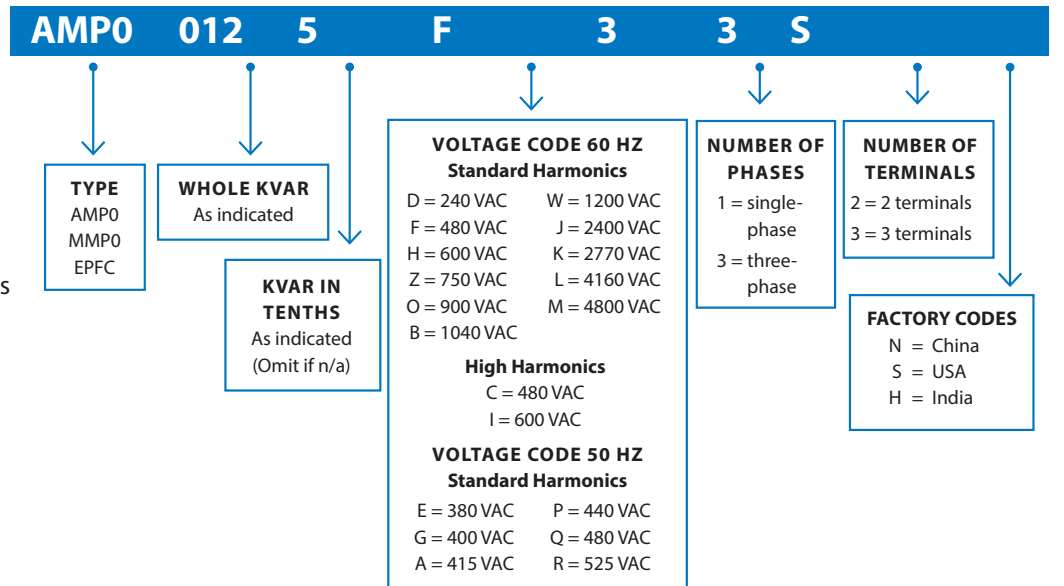 AMP0 012 5 F 3 3 S
TYPE
AMP0
MMP0
EPFC
S
WHOLE KVAR
As indicated
KVAR IN
TENTHS
As indicated
(Omit if n/a)
VOLTAGE CODE 60 HZ
Standard Harmonics
D = 240 VAC W = 1200 VAC
F = 480 VAC J = 2400 VAC
H = 600 VAC K = 2770 VAC
Z = 750 VAC L = 4160 VAC
O = 900 VAC M = 4800 VAC
B = 1040 VAC
High Harmonics
C = 480 VAC
I = 600 VAC
VOLTAGE CODE 50 HZ
Standard Harmonics
E = 380 VAC P = 440 VAC
G = 400 VAC Q = 480 VAC
A = 415 VAC R = 525 VAC
NUMBER OF
PHASES
1 = single-
phase
3 = three-
phase
NUMBER OF
TERMINALS
2 = 2 terminals
3 = 3 terminals
FACTORY CODES
N = China
S = USA
H = India